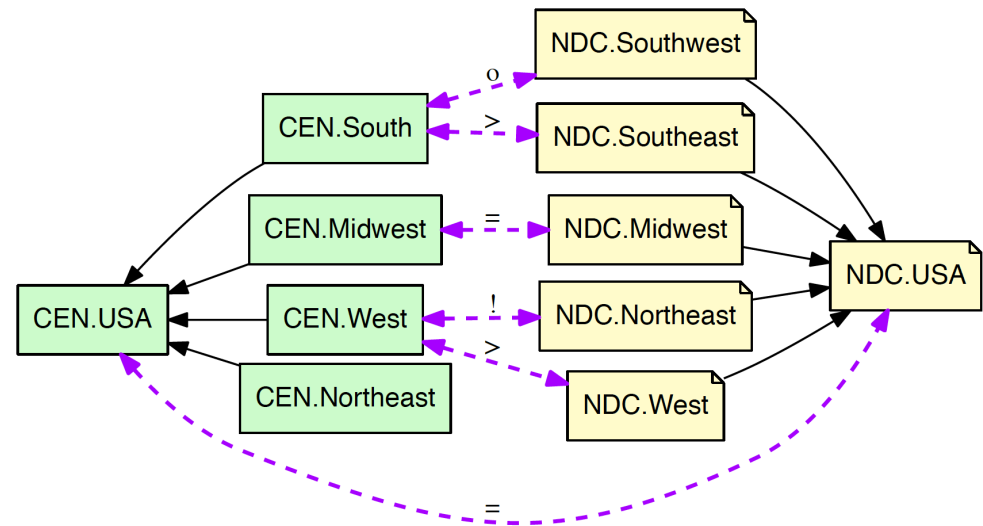 NDC.Southwest
o
CEN.South
>
NDC.Southeast
CEN.Midwest
=
NDC.Midwest
NDC.USA
CEN.USA
CEN.West
!
NDC.Northeast
>
CEN.Northeast
NDC.West
=